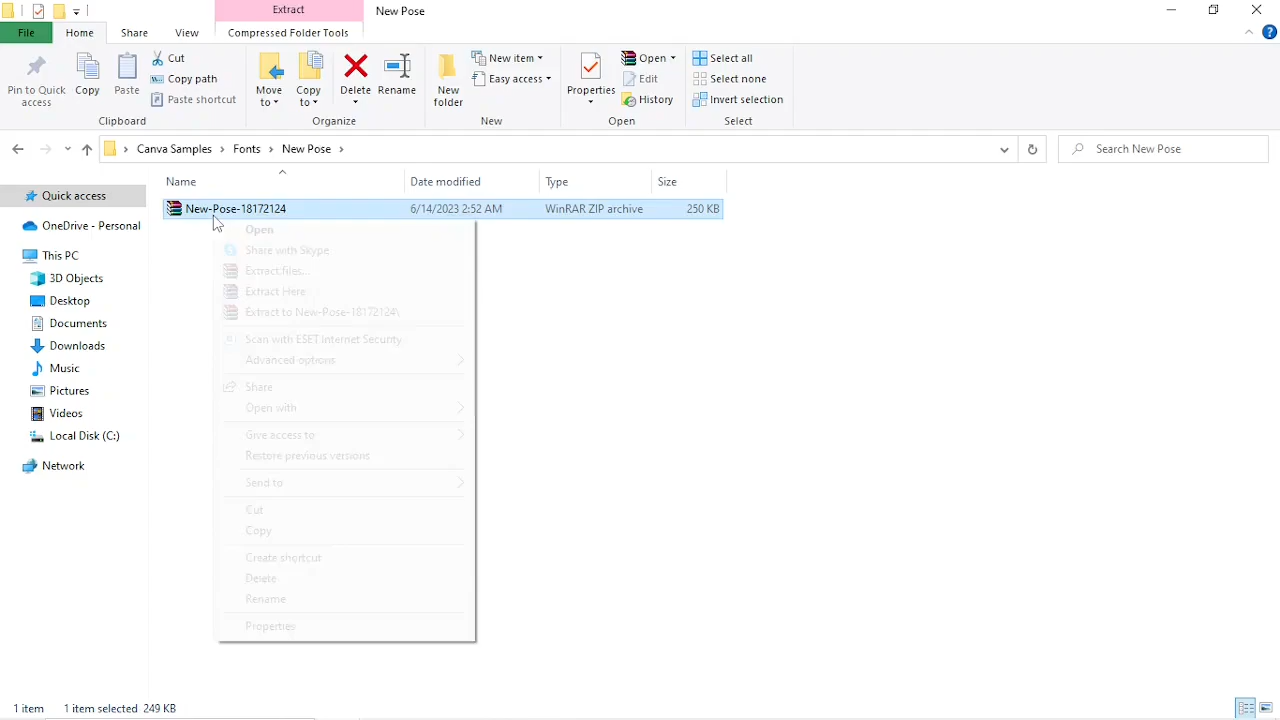 Extract
New Pose
File
Home
Share
View
Compressed Folder Tools
Pin to Quick access
Copy
Paste
Cut
Copy path
Paste shortcut
Clipboard
Move to
Copy to
Delete
Rename
Organize
New folder
New item
Easy access
New
Properties
Open
Edit
History
Open
Select all
Select none
Invert selection
Select
Canva Samples
Fonts
New Pose
Search New Pose
Name
Date modified
Type
Size
New-Pose-18172124
6/14/2023 2:52 AM
WinRAR ZIP archive
250 KB
Quick access
OneDrive - Personal
This PC
3D Objects
Desktop
Documents
Downloads
Music
Pictures
Videos
Local Disk (C:)
Network
Open
Share with Skype
Extract files...
Extract Here
Extract to New-Pose-18172124\
Scan with ESET Internet Security
Advanced options
Share
Open with
Give access to
Restore previous versions
Send to
Cut
Copy
Create shortcut
Delete
Rename
Properties
1 item
1 item selected 249 KB